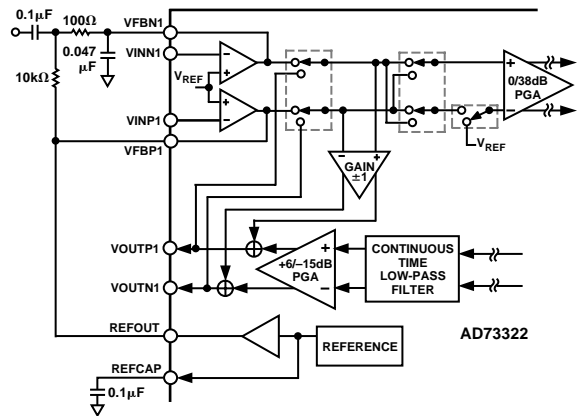 0.1µF
100Ω
VFBN1
VINN1
0.047
µF
10kΩ
VREF
VINP1
VFBP1
0/38dB
PGA
VREF
GAIN
±1
VOUTP1
+6/–15dB
PGA
CONTINUOUS
TIME
LOW-PASS
FILTER
VOUTN1
REFOUT
REFERENCE
AD73322
REFCAP
0.1µF